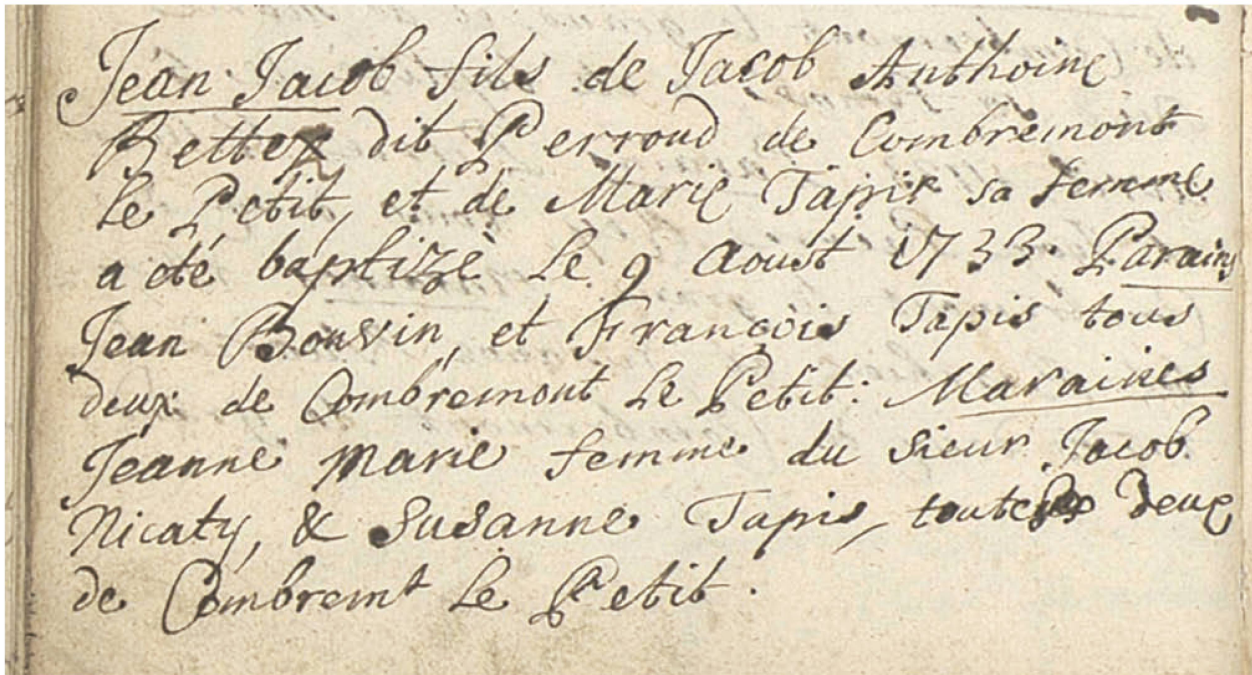 Jean Jacob fils de Jacob Anthoine
Bettex dit Perroud de Combremont
le Petit, et de Marie Tapis sa femme
a été baptizé le 9 Aoust 1733 Parains
Jean Bouvin, et François Tapis tous
deux de Combremont le Petit: Maraines
Jeanne Marie femme du sieur Jacob
Nicaty, & Susanne Tapis, toutes deux
de Combremt le Petit.